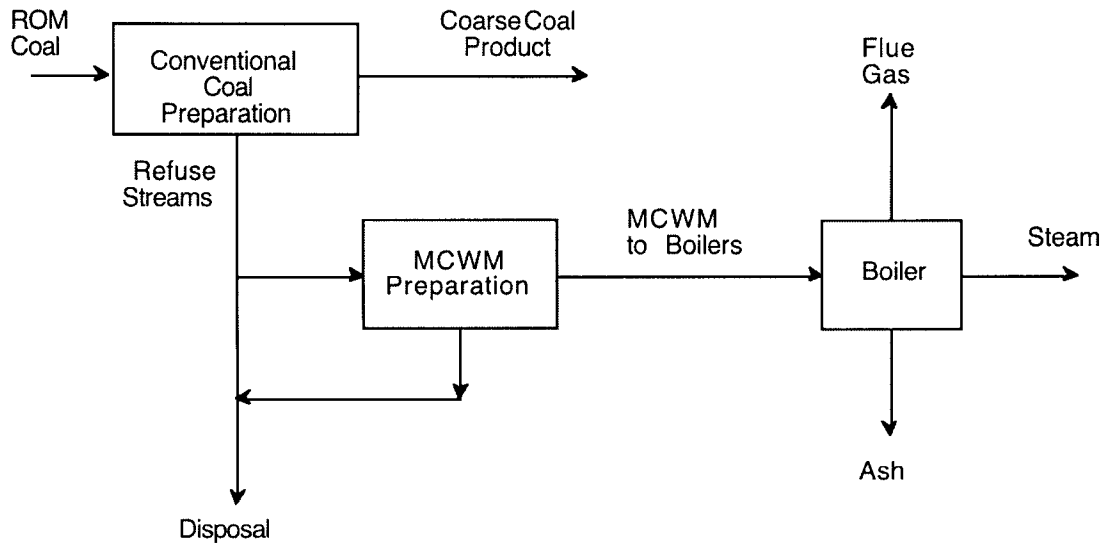 ROM
Coal
Conventional
Coal
Preparation
Coarse Coal
Product
Refuse
Streams
MCWM
Preparation
MCWM
to Boilers
Flue
Gas
Boiler
Steam
Ash
Disposal